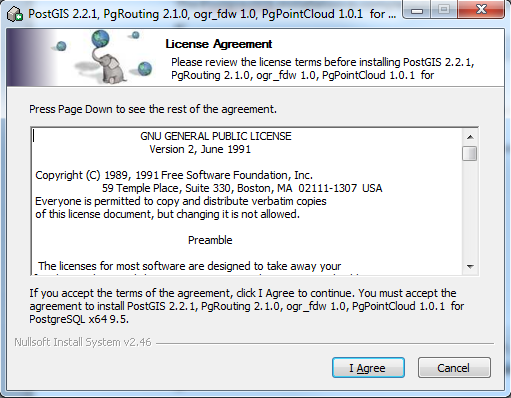 PostGIS 2.2.1, PgRouting 2.1.0, ogr_fdw 1.0, PgPointCloud 1.0.1 for ...
License Agreement
Please review the license terms before installing PostGIS 2.2.1,
PgRouting 2.1.0, ogr_fdw 1.0, PgPointCloud 1.0.1 for
Press Page Down to see the rest of the agreement.
GNU GENERAL PUBLIC LICENSE
Version 2, June 1991
Copyright (C) 1989, 1991 Free Software Foundation, Inc.
59 Temple Place, Suite 330, Boston, MA 02111-1307 USA
Everyone is permitted to copy and distribute verbatim copies
of this license document, but changing it is not allowed.
Preamble
The licenses for most software are designed to take away your
If you accept the terms of the agreement, click I Agree to continue. You must accept the
agreement to install PostGIS 2.2.1, PgRouting 2.1.0, ogr_fdw 1.0, PgPointCloud 1.0.1 for
PostgreSQL x64 9.5.
Nullsoft Install System v2.46
I Agree
Cancel